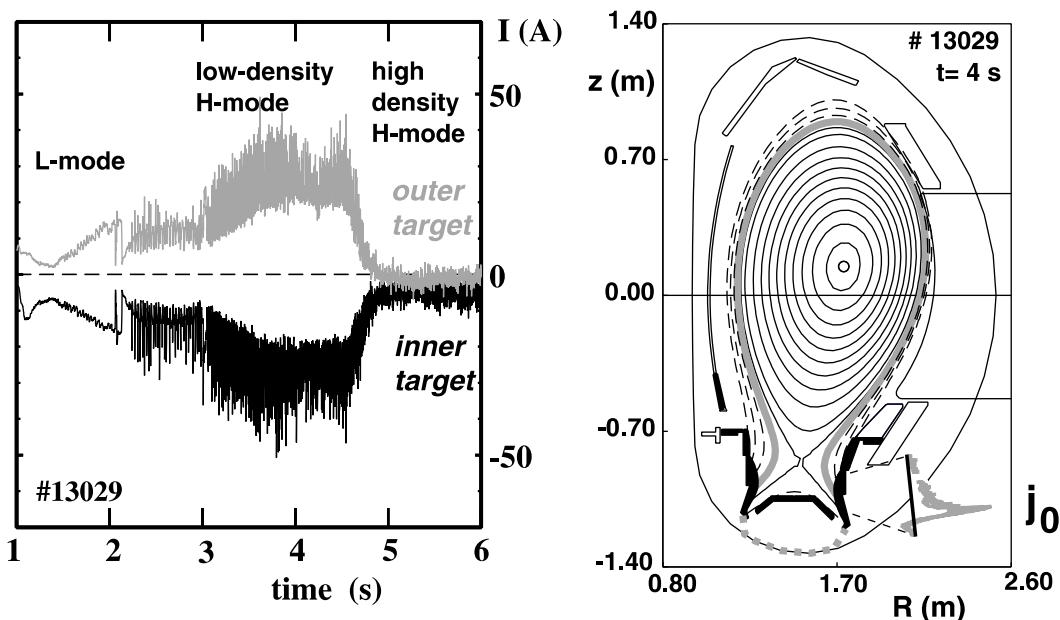 I (A)
low-density
H-mode
high
density
H-mode
L-mode
outer
target
inner
target
#13029
50
0
-50
1 2 3 4 5 6
time (s)
1.40
0.70
0.00
-0.70
-1.40
z (m)
# 13029
t= 4 s
j0
0.80 1.70 2.60
R (m)